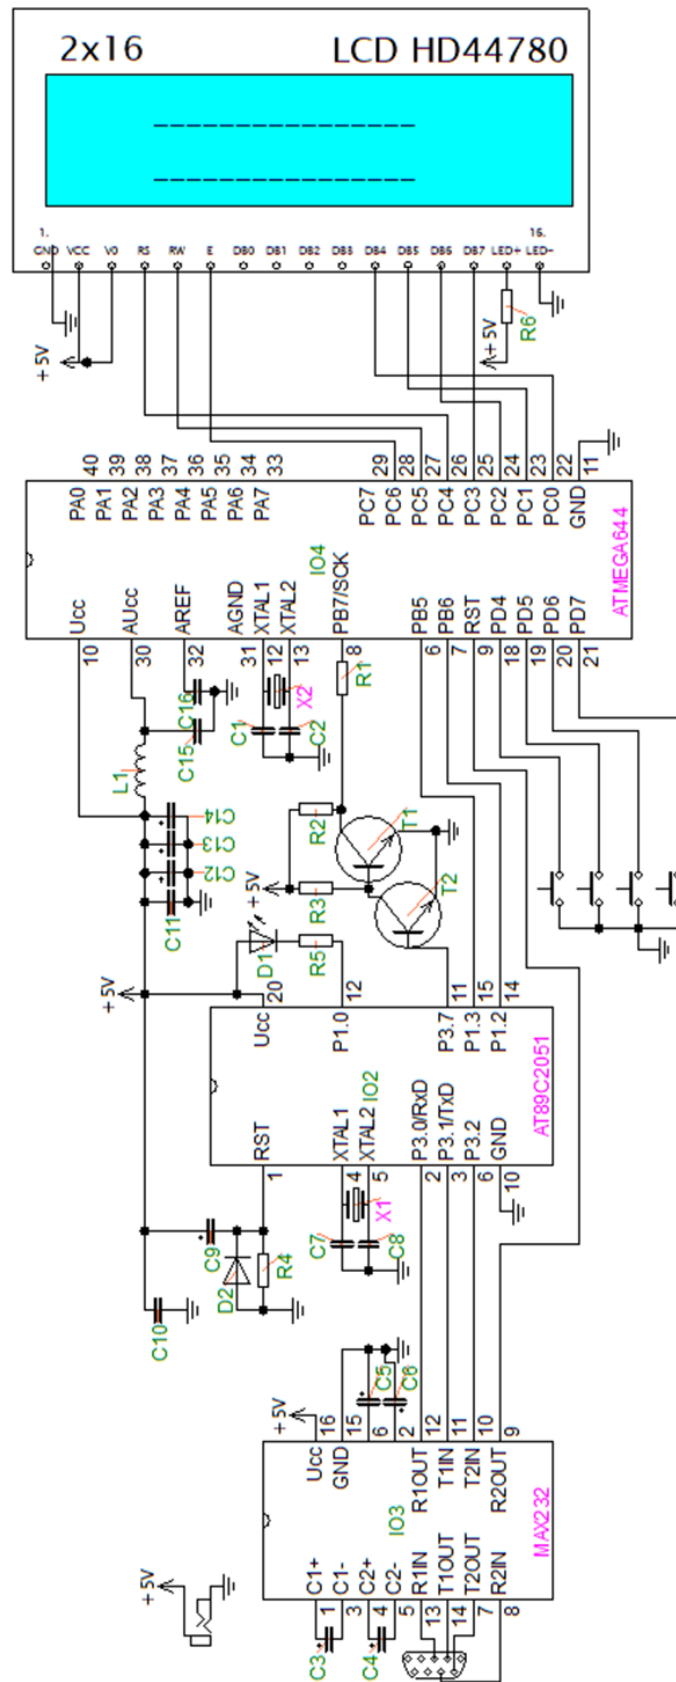 2x16 LCD HD44780
1. 16.
GND VCC V0 RS RW E DB0 DB1 DB2 DB3 DB4 DB5 DB6 DB7 LED+ LED-
+5V +5V R6
40 39 38 37 36 35 34 33 29 28 27 26 25 24 23 22 11
PA0 PA1 PA2 PA3 PA4 PA5 PA6 PA7 PC7 PC6 PC5 PC4 PC3 PC2 PC1 PC0 GND
IO4 ATMEGA644
Ucc AUcc AREF AGND XTAL1 XTAL2 PB7/SCK PB5 PB6 RST PD4 PD5 PD6 PD7
10 30 32 31 12 13 8 6 7 9 18 19 20 21
C16 X2 R1
C15 C1 C2
L1
C14 R2 T1
C13
C12 +5V R3 T2
C11 D1 R5
+5V 20 12 11 15 14
Ucc P1.0 P3.7 P1.3 P1.2
IO2 AT89C2051
RST XTAL1 XTAL2 P3.0/RxD P3.1/TxD P3.2 GND
1 4 5 2 3 6 10
X1
C9 C7 C8
D2 R4
C10
C5 C6
+5V 16 15 6 2 12 11 10 9
Ucc GND R1OUT T1IN T2IN R2OUT
IO3 MAX232
C1+ C1- C2+ C2- R1IN T1OUT T2OUT R2IN
+5V 1 3 4 5 13 14 7 8
C3 C4